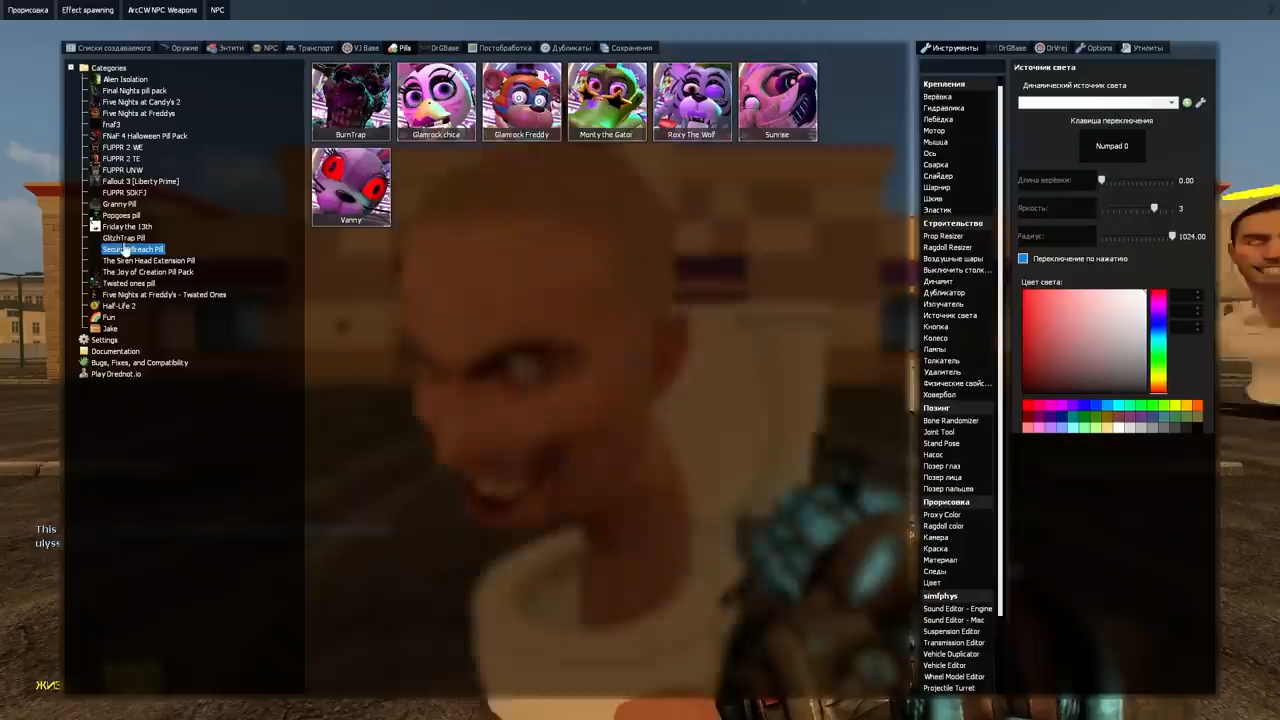 Прорисовка Effect spawning ArcCW NPC Weapons NPC
Списки создаваемого Оружие Энтити NPC Транспорт VJ Base Pills DrGBase Постобработка Дубликаты Сохранения
Categories
Alien Isolation
Final Nights pill pack
Five Nights at Candy's 2
Five Nights at Freddys
fnaf3
FNaF 4 Halloween Pill Pack
FUPPR 2 WE
FUPPR 2 TE
FUPPR UNW
Fallout 3 [Liberty Prime]
FUPPR SDKFJ
Granny Pill
Popgoes pill
Friday the 13th
GlitchTrap Pill
Breach Pill
The Siren Head Extension Pill
The Joy of Creation Pill Pack
Twisted ones pill
Five Nights at Freddy's - Twisted Ones
Half-Life 2
Fun
Jake
Settings
Documentation
Bugs, Fixes, and Compatibility
Play Drednot.io
BurnTrap Glamrock chica Glamrock Freddy Monty the Gator Roxy The Wolf Sunrise
Vanny
This
ulyss
ЖИЗ
Инструменты DrGBase DrVrej Options Утилиты
Крепления
Верёвка
Гидравлика
Лебёдка
Мотор
Мышца
Ось
Сварка
Слайдер
Шарнир
Шкив
Эластик
Строительство
Prop Resizer
Ragdoll Resizer
Воздушные шары
Выключить столк...
Динамит
Дубликатор
Излучатель
Источник света
Кнопка
Колесо
Лампы
Толкатель
Удалитель
Физические свойс...
Ховербол
Позинг
Bone Randomizer
Joint Tool
Stand Pose
Насос
Позер глаз
Позер лица
Позер пальцев
Прорисовка
Proxy Color
Ragdoll color
Камера
Краска
Материал
Следы
Цвет
simfphys
Sound Editor - Engine
Sound Editor - Misc
Suspension Editor
Transmission Editor
Vehicle Duplicator
Vehicle Editor
Wheel Model Editor
Projectile Turret
Источник света
Динамический источник света
Клавиша переключения
Numpad 0
Длина верёвки: 0.00
Яркость: 3
Радиус: 1024.00
Переключение по нажатию
Цвет света: